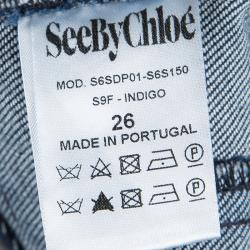 SeeByChloé
MOD. S6SDP01-S6S150
S9F - INDIGO
26
MADE IN PORTUGAL